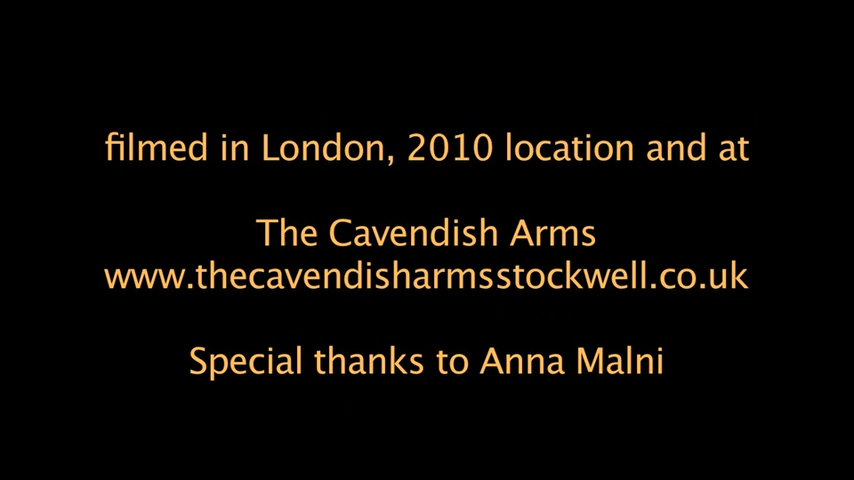 filmed in London, 2010 location and at
The Cavendish Arms
www.thecavendisharmsstockwell.co.uk
Special thanks to Anna Malni